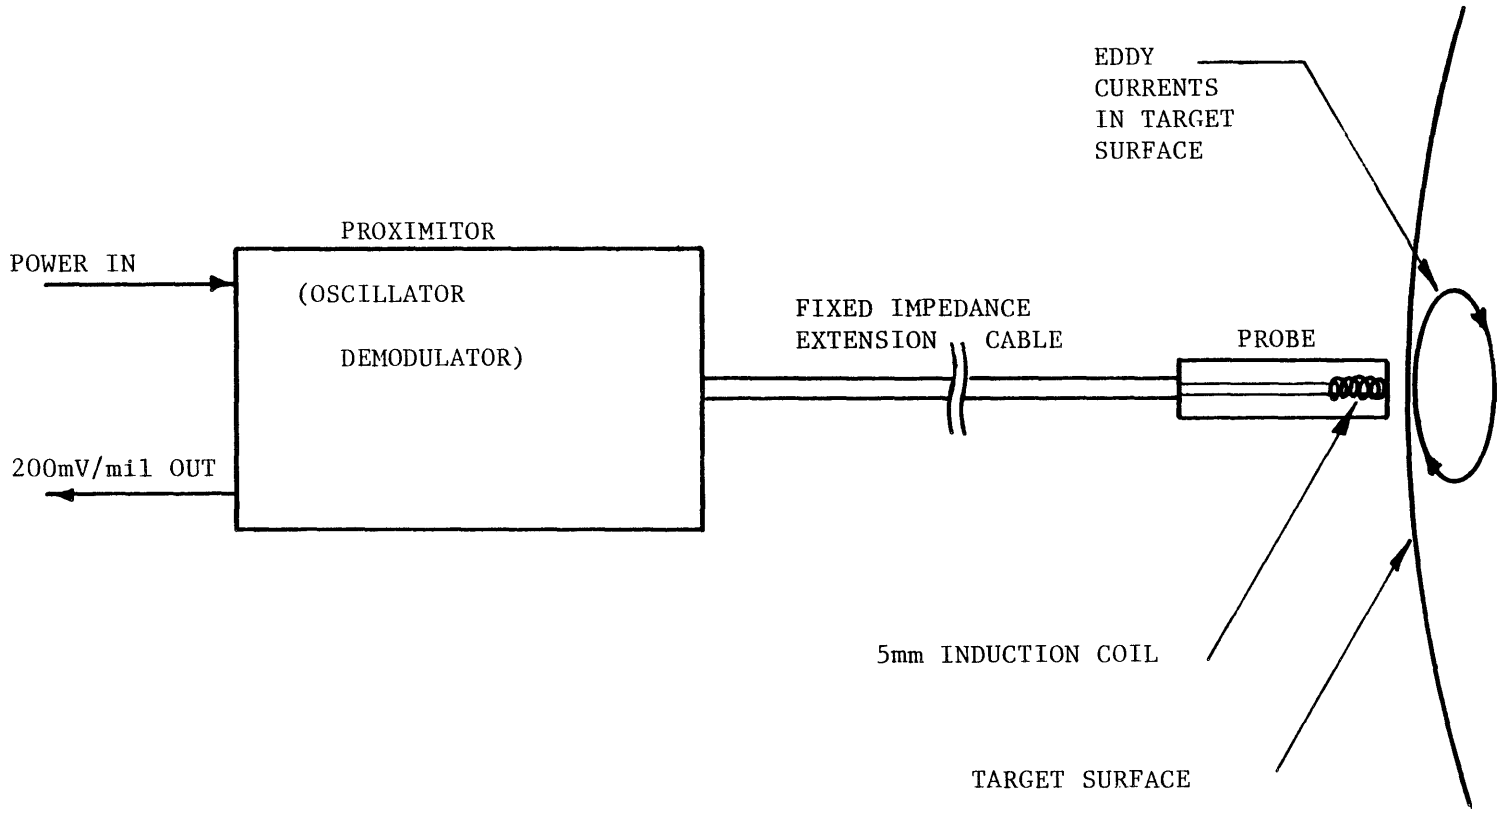 EDDY
CURRENTS
IN TARGET
SURFACE
PROXIMITOR
POWER IN
(OSCILLATOR
DEMODULATOR)
FIXED IMPEDANCE
EXTENSION CABLE
PROBE
200mV/mil OUT
5mm INDUCTION COIL
TARGET SURFACE